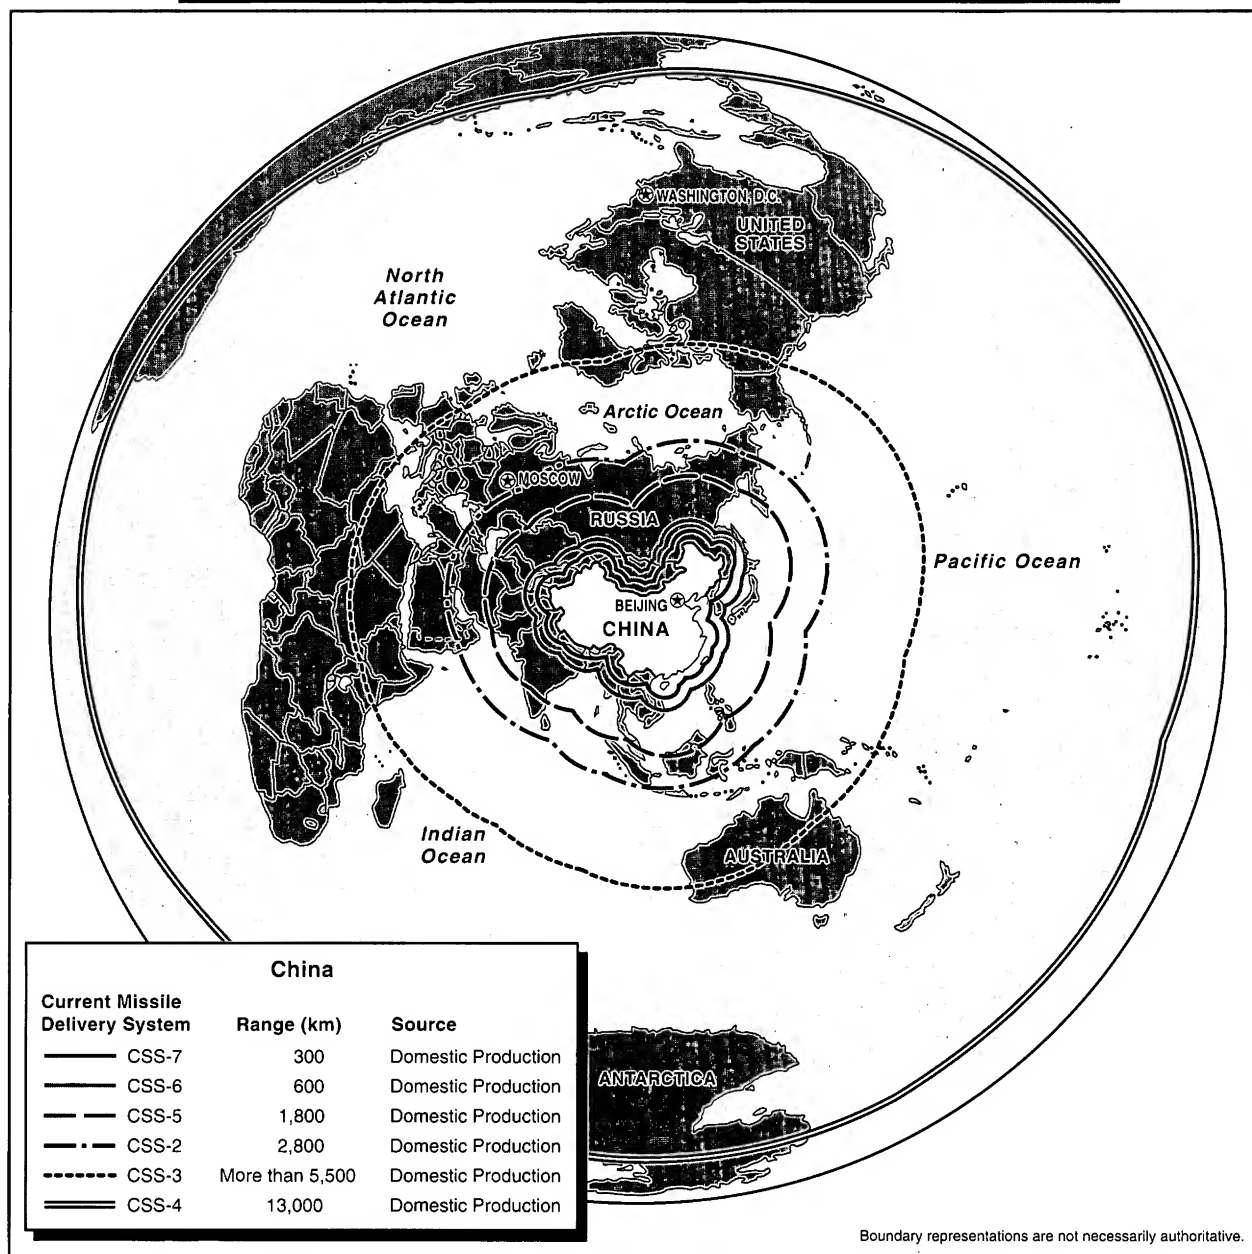 WASHINGTON, D.C.
UNITED
STATES
North
Atlantic
Ocean
Arctic Ocean
MOSCOW
RUSSIA
Pacific Ocean
BEIJING
CHINA
Indian
Ocean
AUSTRALIA
ANTARCTICA
China
Current Missile
Delivery System Range (km) Source
CSS-7 300 Domestic Production
CSS-6 600 Domestic Production
CSS-5 1,800 Domestic Production
CSS-2 2,800 Domestic Production
CSS-3 More than 5,500 Domestic Production
CSS-4 13,000 Domestic Production
Boundary representations are not necessarily authoritative.